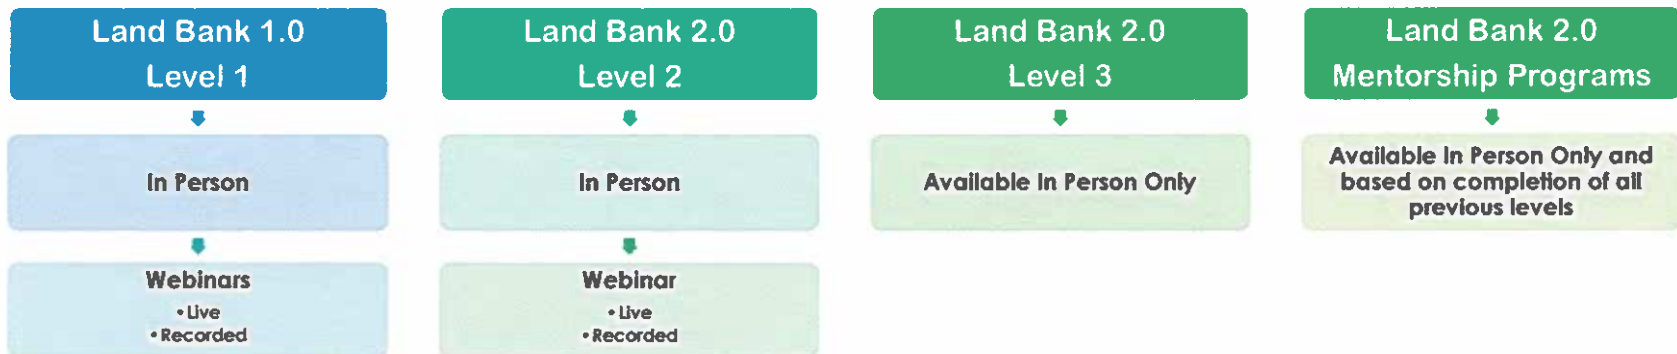 Land Bank 1.0
Level 1
In Person
Webinars
• Live
• Recorded
Land Bank 2.0
Level 2
In Person
Webinar
• Live
• Recorded
Land Bank 2.0
Level 3
Available In Person Only
Land Bank 2.0
Mentorship Programs
Available In Person Only and
based on completion of all
previous levels